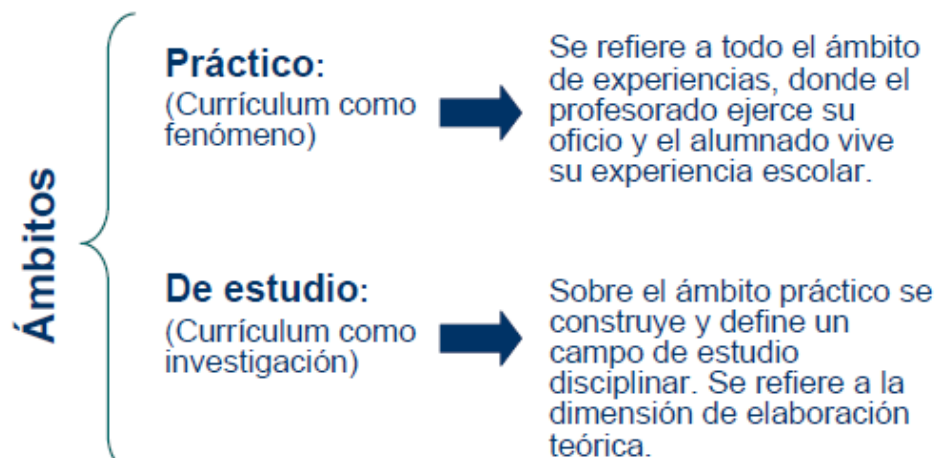 Ámbitos
Práctico:
(Currículum como
fenómeno)
Se refiere a todo el ámbito
de experiencias, donde el
profesorado ejerce su
oficio y el alumnado vive
su experiencia escolar.
De estudio:
(Currículum como
investigación)
Sobre el ámbito práctico se
construye y define un
campo de estudio
disciplinar. Se refiere a la
dimensión de elaboración
teórica.